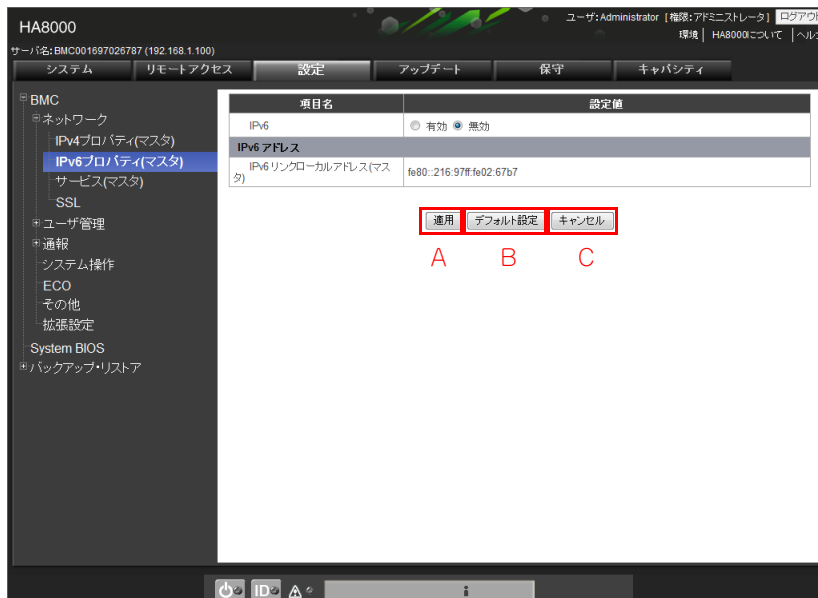 HA8000
ユーザ:Administrator [権限:アドミニストレータ] ログアウト
環境 HA8000について
サーバ名:BMC001697026787 (192.168.1.100)
システム リモートアクセス 設定 アップデート 保守 キャパシティ
BMC
ネットワーク
IPv4プロパティ(マスタ)
IPv6プロパティ(マスタ)
サービス(マスタ)
SSL
ユーザ管理
通報
システム操作
ECO
その他
拡張設定
System BIOS
バックアップ・リストア
項目名 設定値
IPv6 有効 無効
IPv6 アドレス
IPv6 リンクローカルアドレス(マスタ) fe80::216:97ff:fe02:67b7
適用 デフォルト設定 キャンセル
A B C
ID